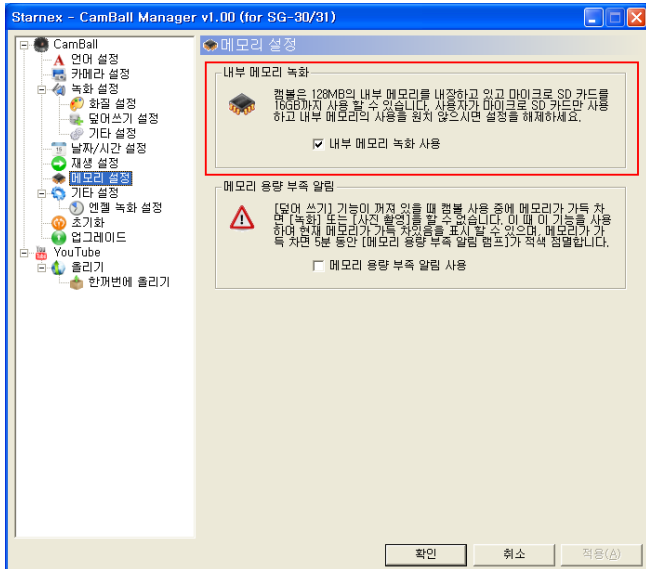 Starnex - CamBall Manager v1.00 (for SG-30/31)
CamBall
언어 설정
카메라 설정
녹화 설정
화질 설정
덮어쓰기 설정
기타 설정
날짜/시간 설정
재생 설정
메모리 설정
기타 설정
엔젤 녹화 설정
초기화
업그레이드
YouTube
올리기
한꺼번에 올리기
메모리 설정
내부 메모리 녹화
캠볼은 128MB의 내부 메모리를 내장하고 있고 마이크로 SD 카드를
16GB까지 사용 할 수 있습니다. 사용자가 마이크로 SD 카드만 사용
하고 내부 메모리의 사용을 원치 않으시면 설정을 해제하세요.
내부 메모리 녹화 사용
메모리 용량 부족 알림
[덮어 쓰기] 기능이 꺼져 있을 때 캠볼 사용 중에 메모리가 가득 차
면 [녹화] 또는 [사진 촬영]을 할 수 없습니다. 이 때 이 기능을 사용
하여 현재 메모리가 가득 차있음을 표시 할 수 있으며, 메모리가 가
득 차면 5분 동안 [메모리 용량 부족 알림 램프]가 적색 점멸합니다.
메모리 용량 부족 알림 사용
확인
취소
적용(A)